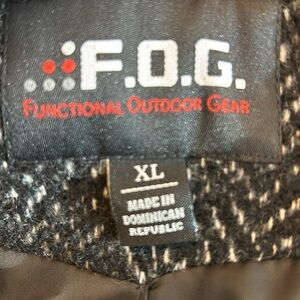 F.O.G.
FUNCTIONAL OUTDOOR GEAR
XL
MADE IN
DOMINICAN
REPUBLIC